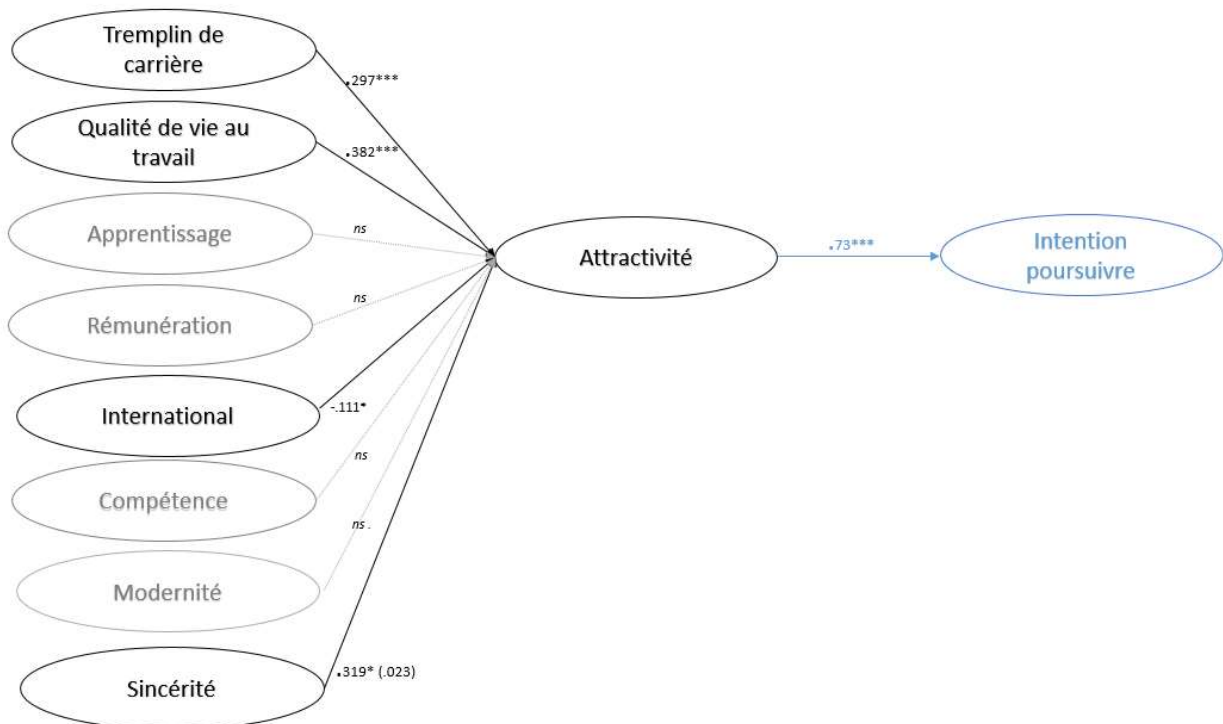 Tremplin de
carrière
.297***
Qualité de vie au
travail
.382***
Apprentissage
ns
Rémunération
ns
International
-.111*
Compétence
ns
Modernité
ns .
Sincérité
.319* (.023)
Attractivité
.73***
Intention
poursuivre